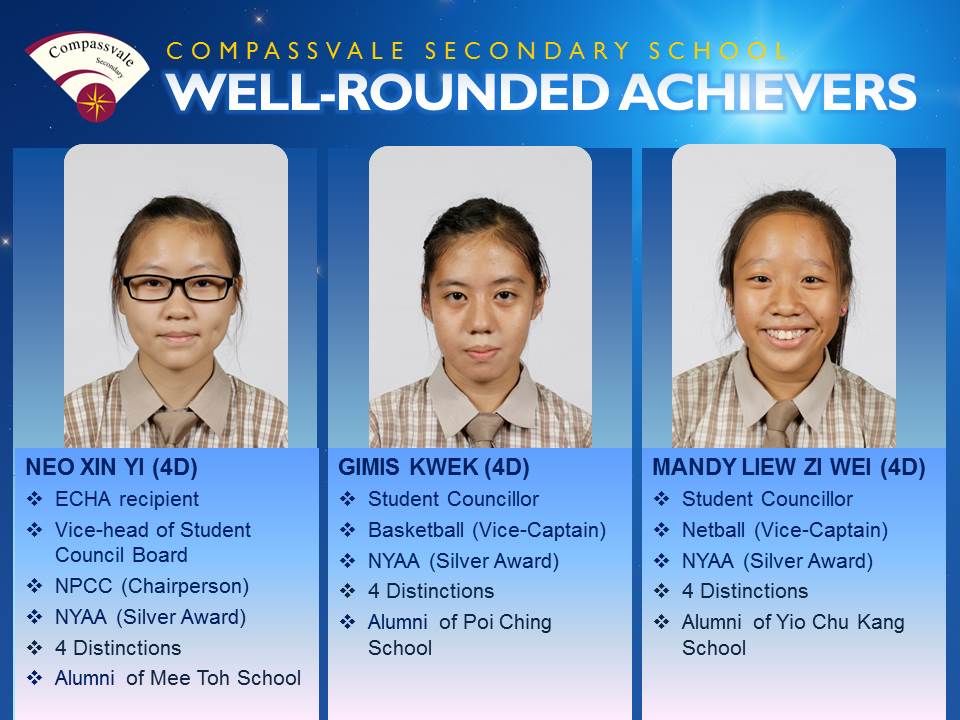 Compassvale
Secondary
COMPASSVALE SECONDARY SCHOOL
WELL-ROUNDED ACHIEVERS
NEO XIN YI (4D)
❖ ECHA recipient
❖ Vice-head of Student
Council Board
❖ NPCC (Chairperson)
❖ NYAA (Silver Award)
❖ 4 Distinctions
❖ Alumni of Mee Toh School
GIMIS KWEK (4D)
❖ Student Councillor
❖ Basketball (Vice-Captain)
❖ NYAA (Silver Award)
❖ 4 Distinctions
❖ Alumni of Poi Ching
School
MANDY LIEW ZI WEI (4D)
❖ Student Councillor
❖ Netball (Vice-Captain)
❖ NYAA (Silver Award)
❖ 4 Distinctions
❖ Alumni of Yio Chu Kang
School